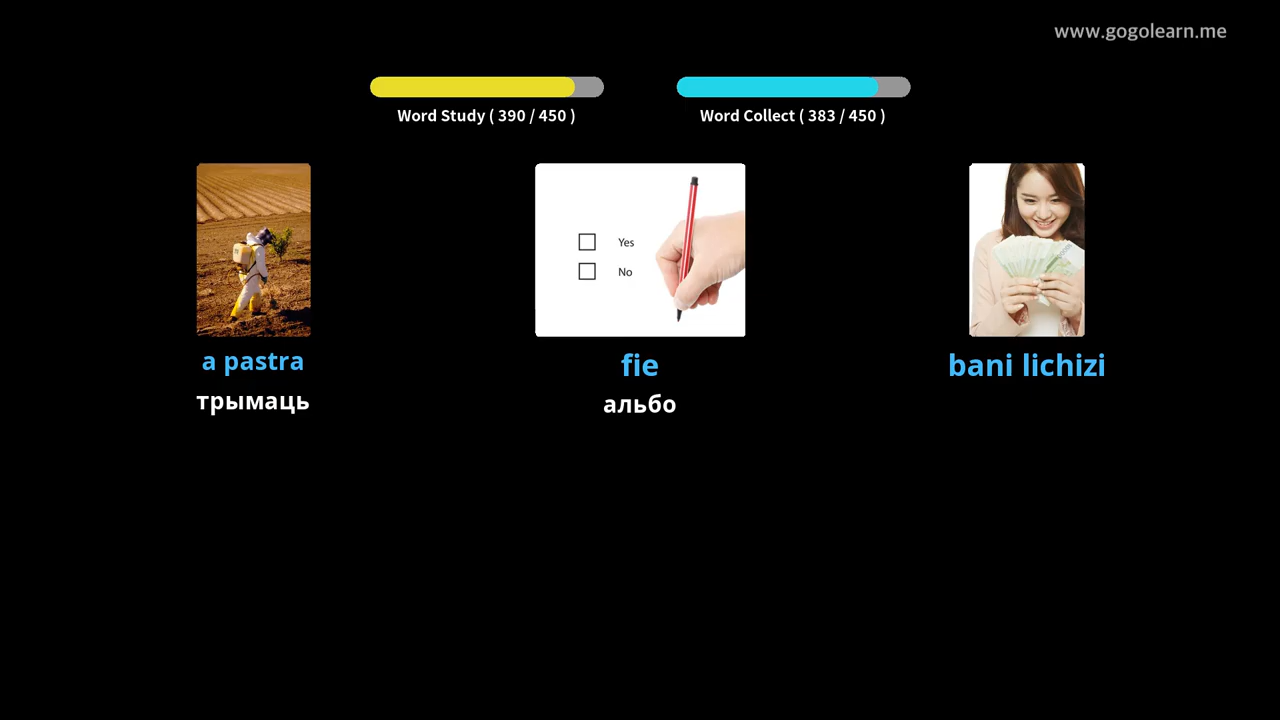 www.gogolearn.me
Word Study ( 390 / 450 )
Word Collect ( 383 / 450 )
Yes
No
a pastra
fie
bani lichizi
трымаць
альбо